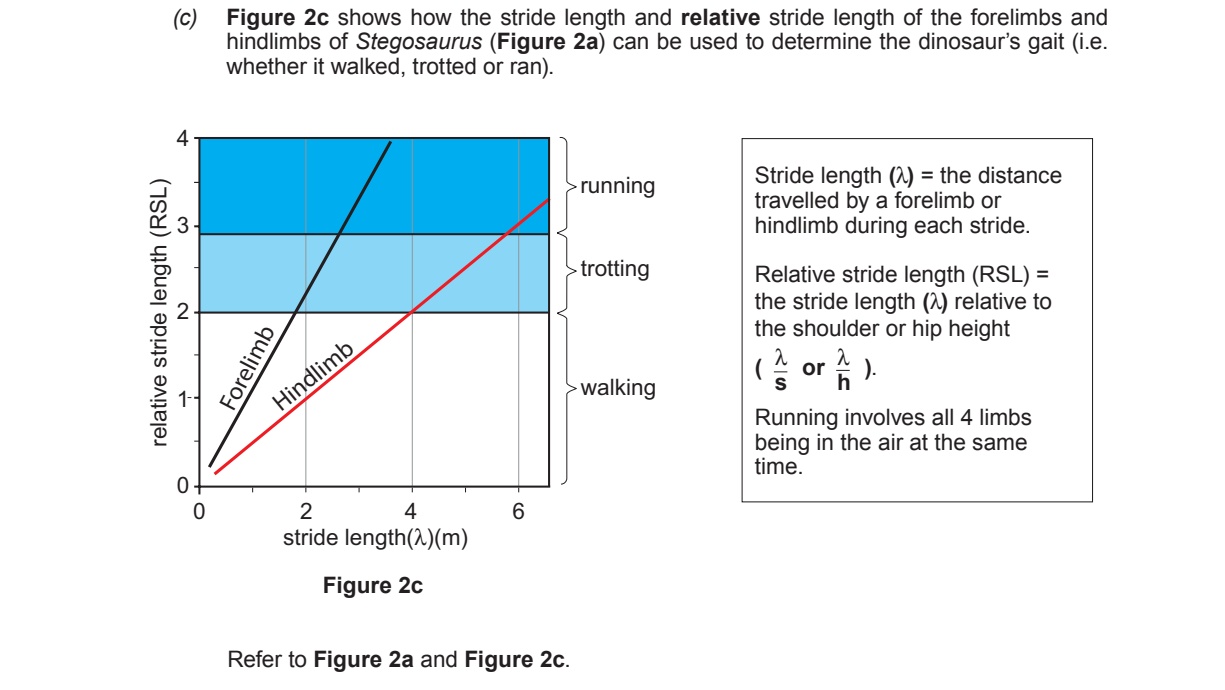 (c) Figure 2c shows how the stride length and relative stride length of the forelimbs and
hindlimbs of Stegosaurus (Figure 2a) can be used to determine the dinosaur's gait (i.e.
whether it walked, trotted or ran).
4
3
2
1
0
relative stride length (RSL)
Forelimb
Hindlimb
running
trotting
walking
0 2 4 6
stride length(λ)(m)
Figure 2c
Stride length (λ) = the distance
travelled by a forelimb or
hindlimb during each stride.
Relative stride length (RSL) =
the stride length (λ) relative to
the shoulder or hip height
( λ/s or λ/h ).
Running involves all 4 limbs
being in the air at the same
time.
Refer to Figure 2a and Figure 2c.